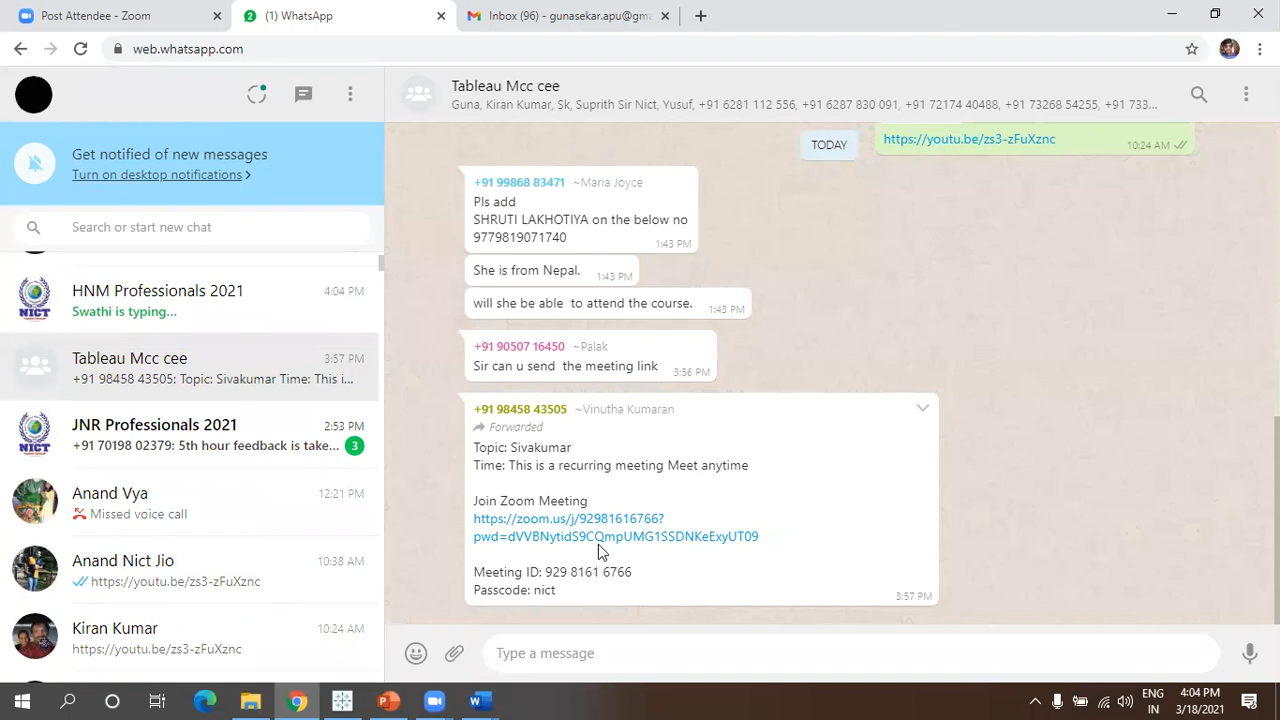 Post Attendee - Zoom
(1) WhatsApp
Inbox (96) - gunasekar.apu@gma
web.whatsapp.com
Get notified of new messages
Turn on desktop notifications >
Search or start new chat
HNM Professionals 2021 4:04 PM
Swathi is typing...
Tableau Mcc cee 3:57 PM
+91 98458 43505: Topic: Sivakumar Time: This i...
JNR Professionals 2021 2:53 PM
+91 70198 02379: 5th hour feedback is take... 3
Anand Vya 12:21 PM
Missed voice call
Anand Nict Jio 10:38 AM
https://youtu.be/zs3-zFuXznc
Kiran Kumar 10:24 AM
https://youtu.be/zs3-zFuXznc
NICT
NICT
Tableau Mcc cee
Guna, Kiran Kumar, Sk, Suprith Sir Nict, Yusuf, +91 6281 112 556, +91 6287 830 091, +91 72174 40488, +91 73268 54255, +91 733...
https://youtu.be/zs3-zFuXznc
10:24 AM
TODAY
+91 99868 83471 ~Maria Joyce
Pls add
SHRUTI LAKHOTIYA on the below no
9779819071740
1:43 PM
She is from Nepal. 1:43 PM
will she be able to attend the course. 1:43 PM
+91 90507 16450 ~Palak
Sir can u send the meeting link 3:56 PM
+91 98458 43505 ~Vinutha Kumaran
Forwarded
Topic: Sivakumar
Time: This is a recurring meeting Meet anytime
Join Zoom Meeting
https://zoom.us/j/92981616766?
pwd=dVVBNytidS9CQmpUMG1SSDNKeExyUT09
Meeting ID: 929 8161 6766
Passcode: nict
3:57 PM
Type a message
ENG
IN
4:04 PM
3/18/2021